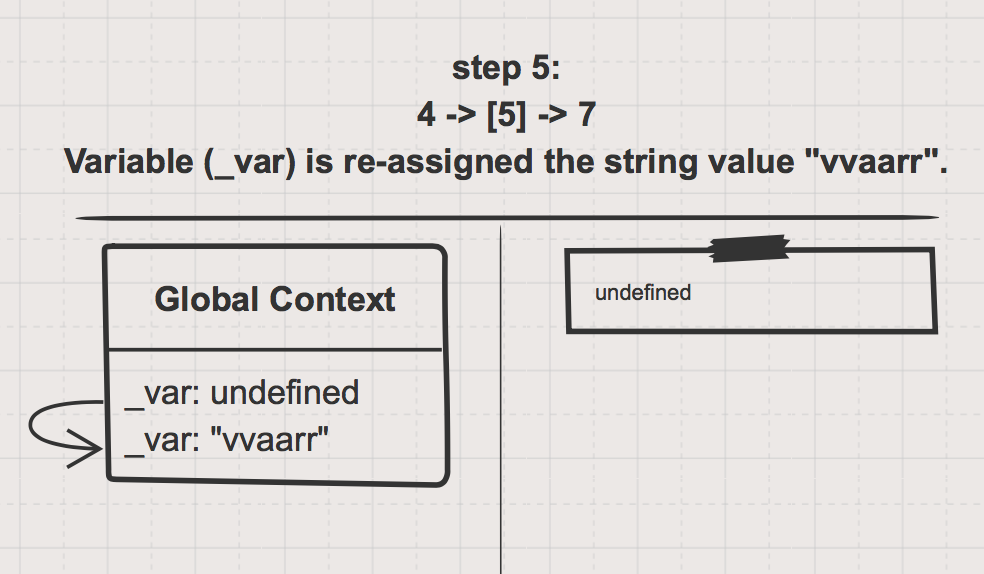 step 5:
4 -> [5] -> 7
Variable (_var) is re-assigned the string value "vvaarr".
Global Context
_var: undefined
_var: "vvaarr"
undefined